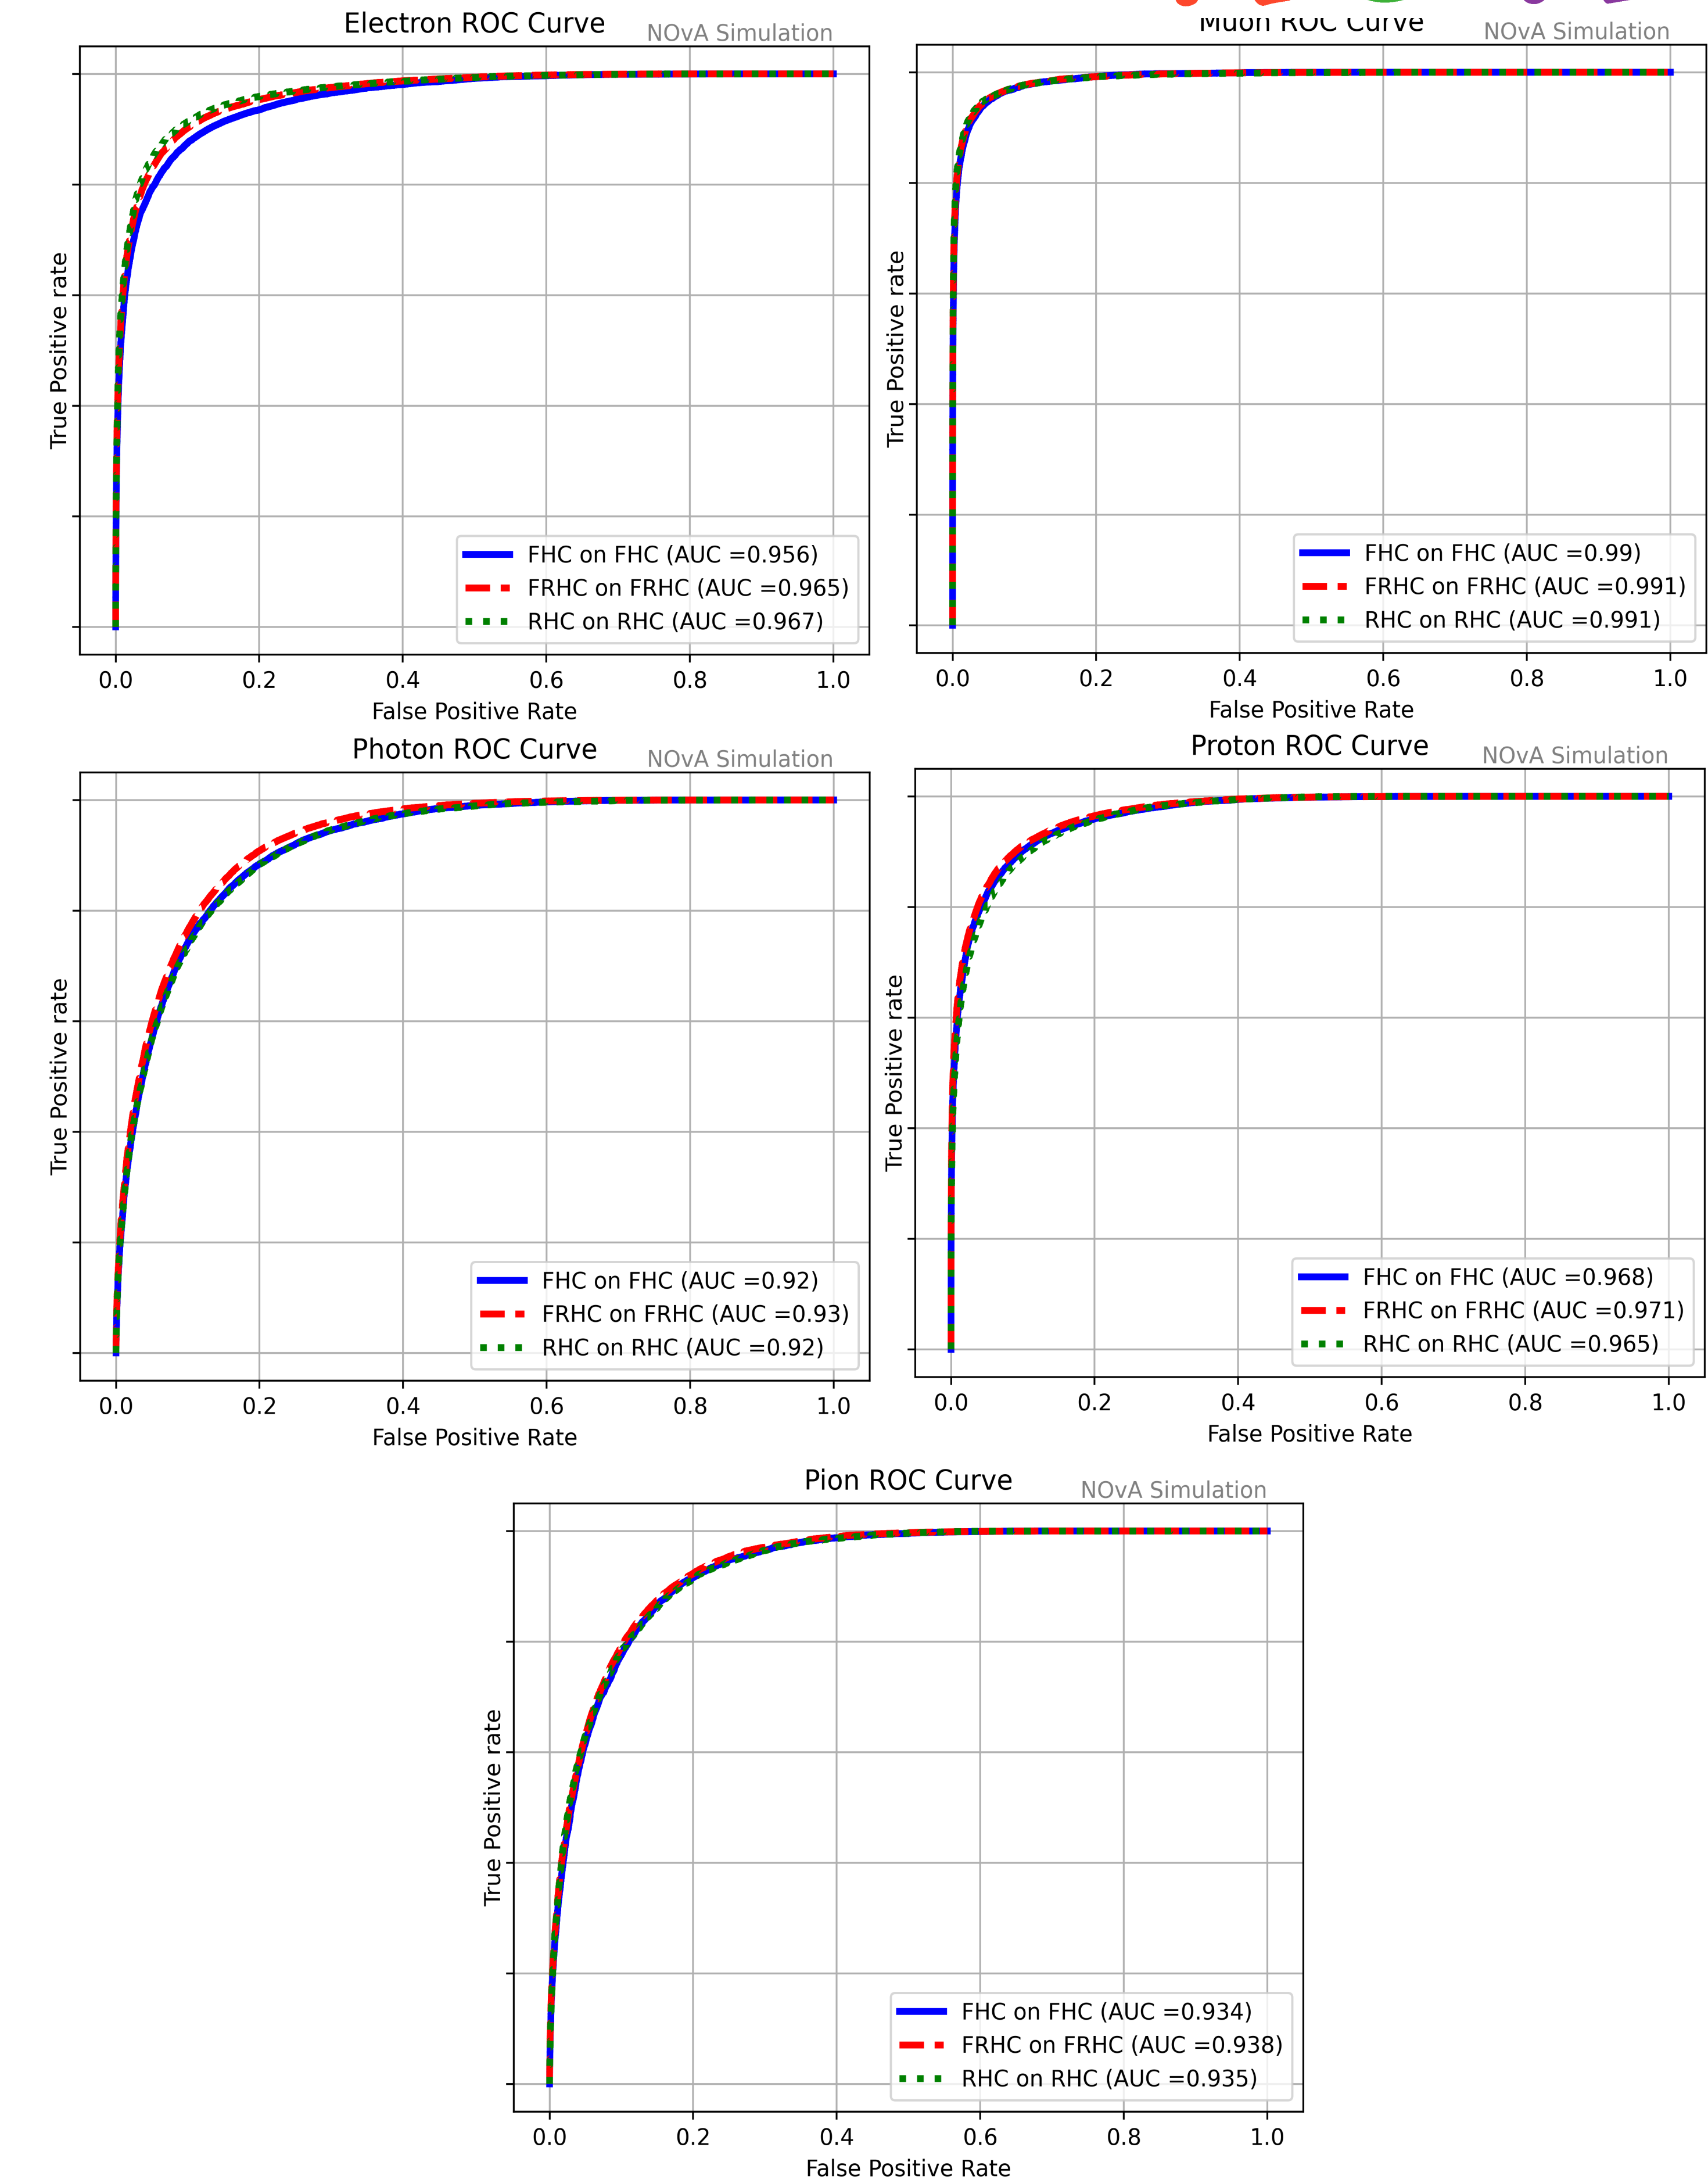 Electron ROC Curve
NOvA Simulation
True Positive rate
FHC on FHC (AUC =0.956)
FRHC on FRHC (AUC =0.965)
RHC on RHC (AUC =0.967)
0.0 0.2 0.4 0.6 0.8 1.0
False Positive Rate
Muon ROC Curve
NOvA Simulation
True Positive rate
FHC on FHC (AUC =0.99)
FRHC on FRHC (AUC =0.991)
RHC on RHC (AUC =0.991)
0.0 0.2 0.4 0.6 0.8 1.0
False Positive Rate
Photon ROC Curve
NOvA Simulation
True Positive rate
FHC on FHC (AUC =0.92)
FRHC on FRHC (AUC =0.93)
RHC on RHC (AUC =0.92)
0.0 0.2 0.4 0.6 0.8 1.0
False Positive Rate
Proton ROC Curve
NOvA Simulation
True Positive rate
FHC on FHC (AUC =0.968)
FRHC on FRHC (AUC =0.971)
RHC on RHC (AUC =0.965)
0.0 0.2 0.4 0.6 0.8 1.0
False Positive Rate
Pion ROC Curve
NOvA Simulation
True Positive rate
FHC on FHC (AUC =0.934)
FRHC on FRHC (AUC =0.938)
RHC on RHC (AUC =0.935)
0.0 0.2 0.4 0.6 0.8 1.0
False Positive Rate